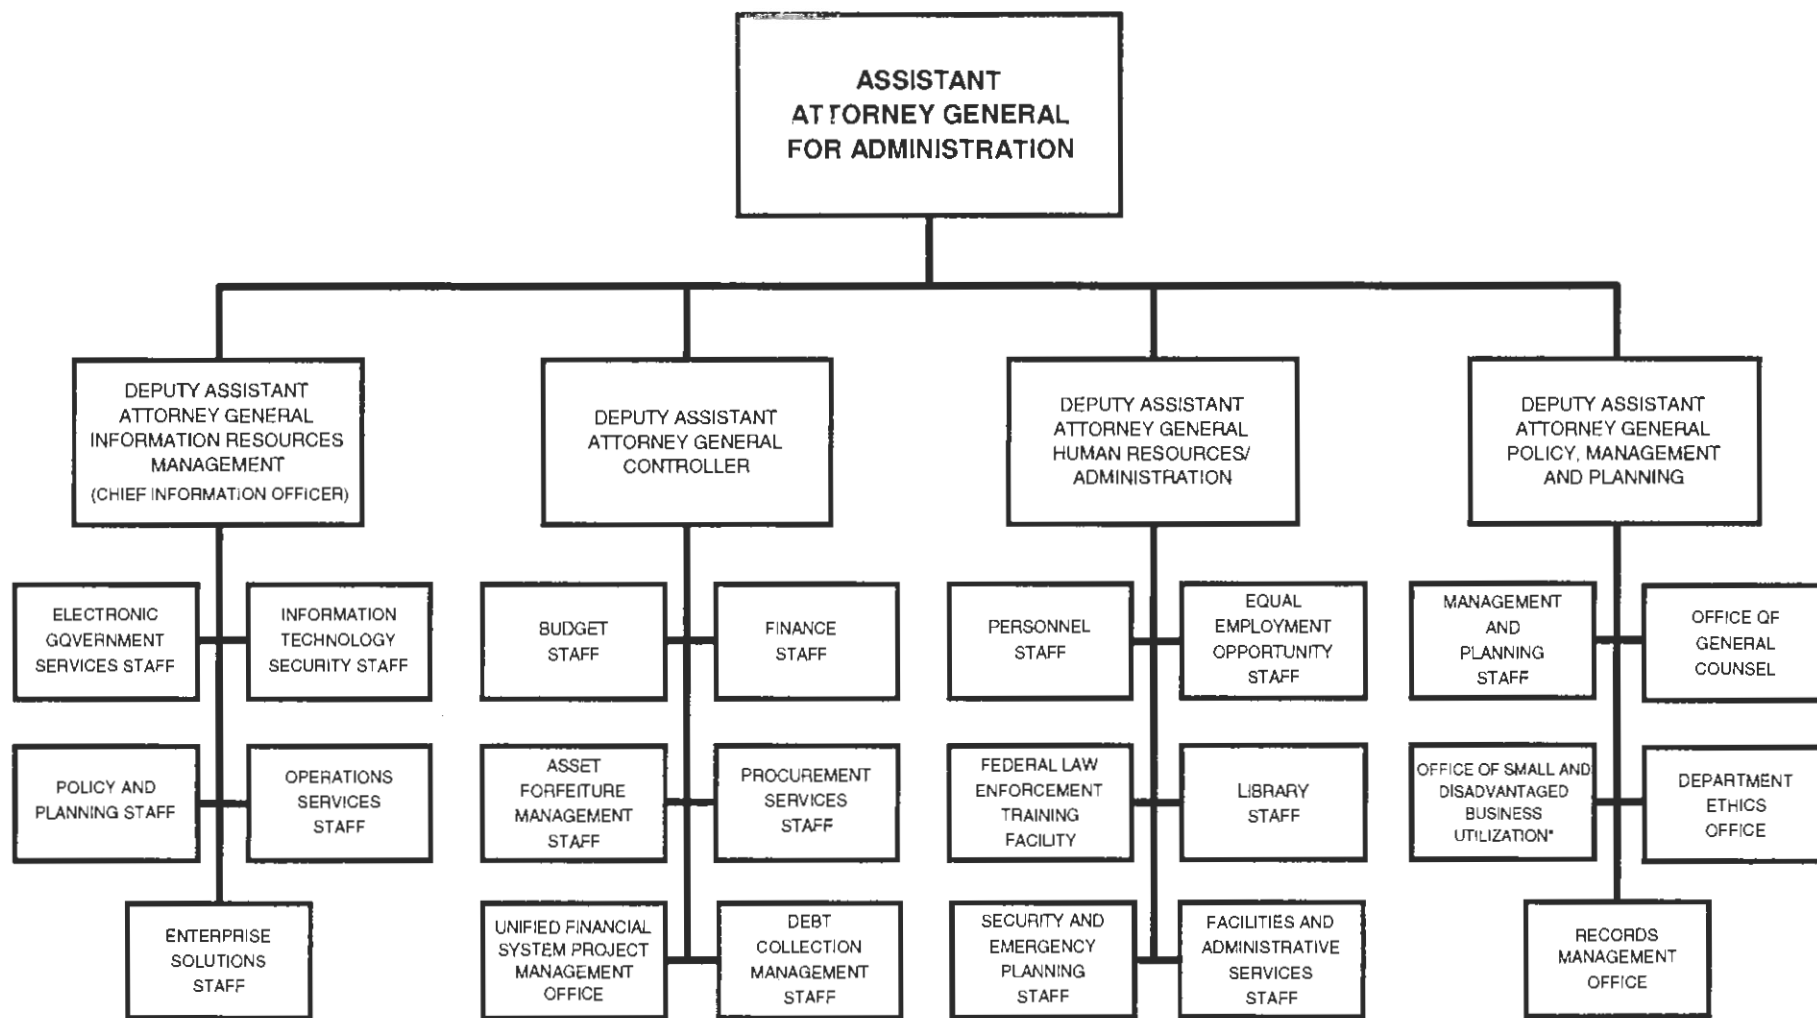 ASSISTANT
ATTORNEY GENERAL
FOR ADMINISTRATION
DEPUTY ASSISTANT
ATTORNEY GENERAL
INFORMATION RESOURCES
MANAGEMENT
(CHIEF INFORMATION OFFICER)
DEPUTY ASSISTANT
ATTORNEY GENERAL
CONTROLLER
DEPUTY ASSISTANT
ATTORNEY GENERAL
HUMAN RESOURCES/
ADMINISTRATION
DEPUTY ASSISTANT
ATTORNEY GENERAL
POLICY, MANAGEMENT
AND PLANNING
ELECTRONIC
GOVERNMENT
SERVICES STAFF
INFORMATION
TECHNOLOGY
SECURITY STAFF
BUDGET
STAFF
FINANCE
STAFF
PERSONNEL
STAFF
EQUAL
EMPLOYMENT
OPPORTUNITY
STAFF
MANAGEMENT
AND
PLANNING
STAFF
OFFICE OF
GENERAL
COUNSEL
POLICY AND
PLANNING STAFF
OPERATIONS
SERVICES
STAFF
ASSET
FORFEITURE
MANAGEMENT
STAFF
PROCUREMENT
SERVICES
STAFF
FEDERAL LAW
ENFORCEMENT
TRAINING
FACILITY
LIBRARY
STAFF
OFFICE OF SMALL AND
DISADVANTAGED
BUSINESS
UTILIZATION*
DEPARTMENT
ETHICS
OFFICE
ENTERPRISE
SOLUTIONS
STAFF
UNIFIED FINANCIAL
SYSTEM PROJECT
MANAGEMENT
OFFICE
DEBT
COLLECTION
MANAGEMENT
STAFF
SECURITY AND
EMERGENCY
PLANNING
STAFF
FACILITIES AND
ADMINISTRATIVE
SERVICES
STAFF
RECORDS
MANAGEMENT
OFFICE